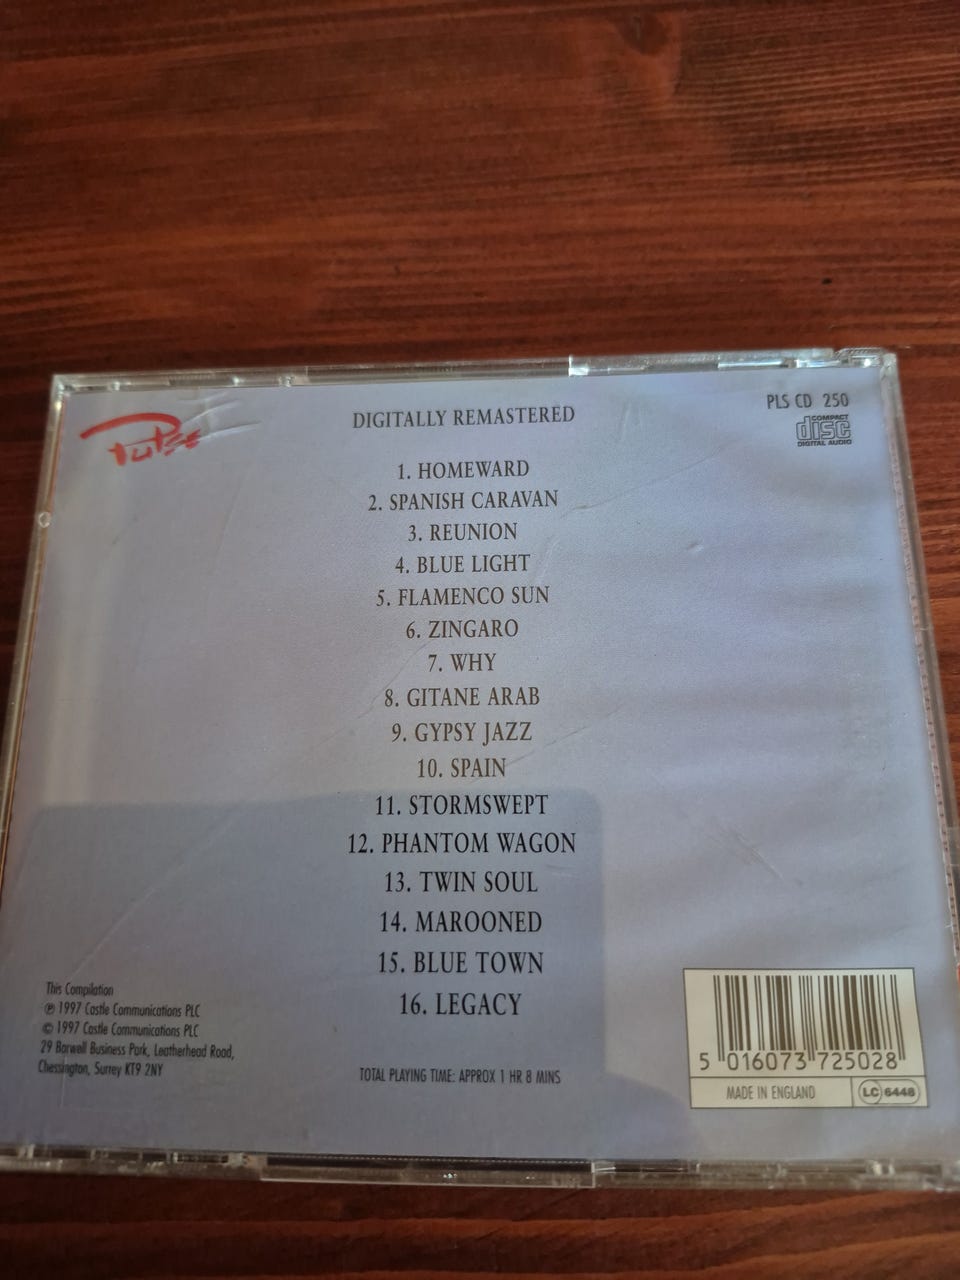 Pulse
DIGITALLY REMASTERED
PLS CD 250
COMPACT
disc
DIGITAL AUDIO
1. HOMEWARD
2. SPANISH CARAVAN
3. REUNION
4. BLUE LIGHT
5. FLAMENCO SUN
6. ZINGARO
7. WHY
8. GITANE ARAB
9. GYPSY JAZZ
10. SPAIN
11. STORMSWEPT
12. PHANTOM WAGON
13. TWIN SOUL
14. MAROONED
15. BLUE TOWN
16. LEGACY
This Compilation
℗ 1997 Castle Communications PLC
© 1997 Castle Communications PLC
29 Barwell Business Park, Leatherhead Road,
Chessington, Surrey KT9 2NY
TOTAL PLAYING TIME: APPROX 1 HR 8 MINS
5 016073 725028
MADE IN ENGLAND
LC 6448